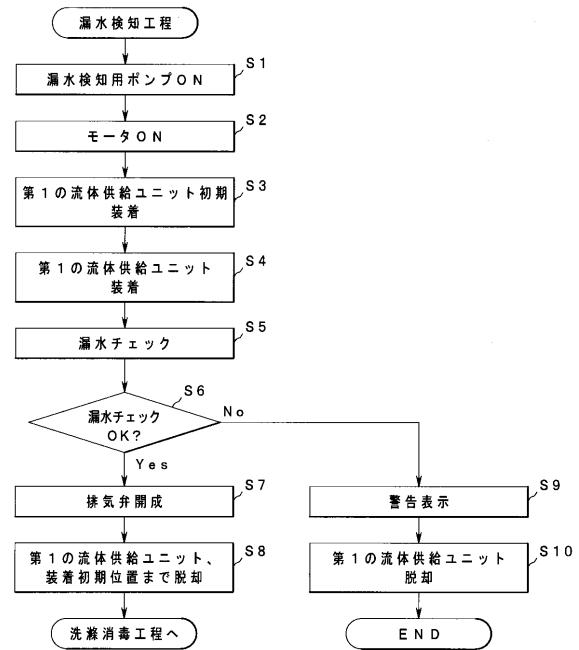 漏水検知工程
S1
漏水検知用ポンプON
S2
モータON
S3
第1の流体供給ユニット初期
装着
S4
第1の流体供給ユニット
装着
S5
漏水チェック
S6
漏水チェック
OK?
No
Yes
S7
排気弁開成
S9
警告表示
S8
第1の流体供給ユニット、
装着初期位置まで脱却
S10
第1の流体供給ユニット
脱却
洗滌消毒工程へ
END